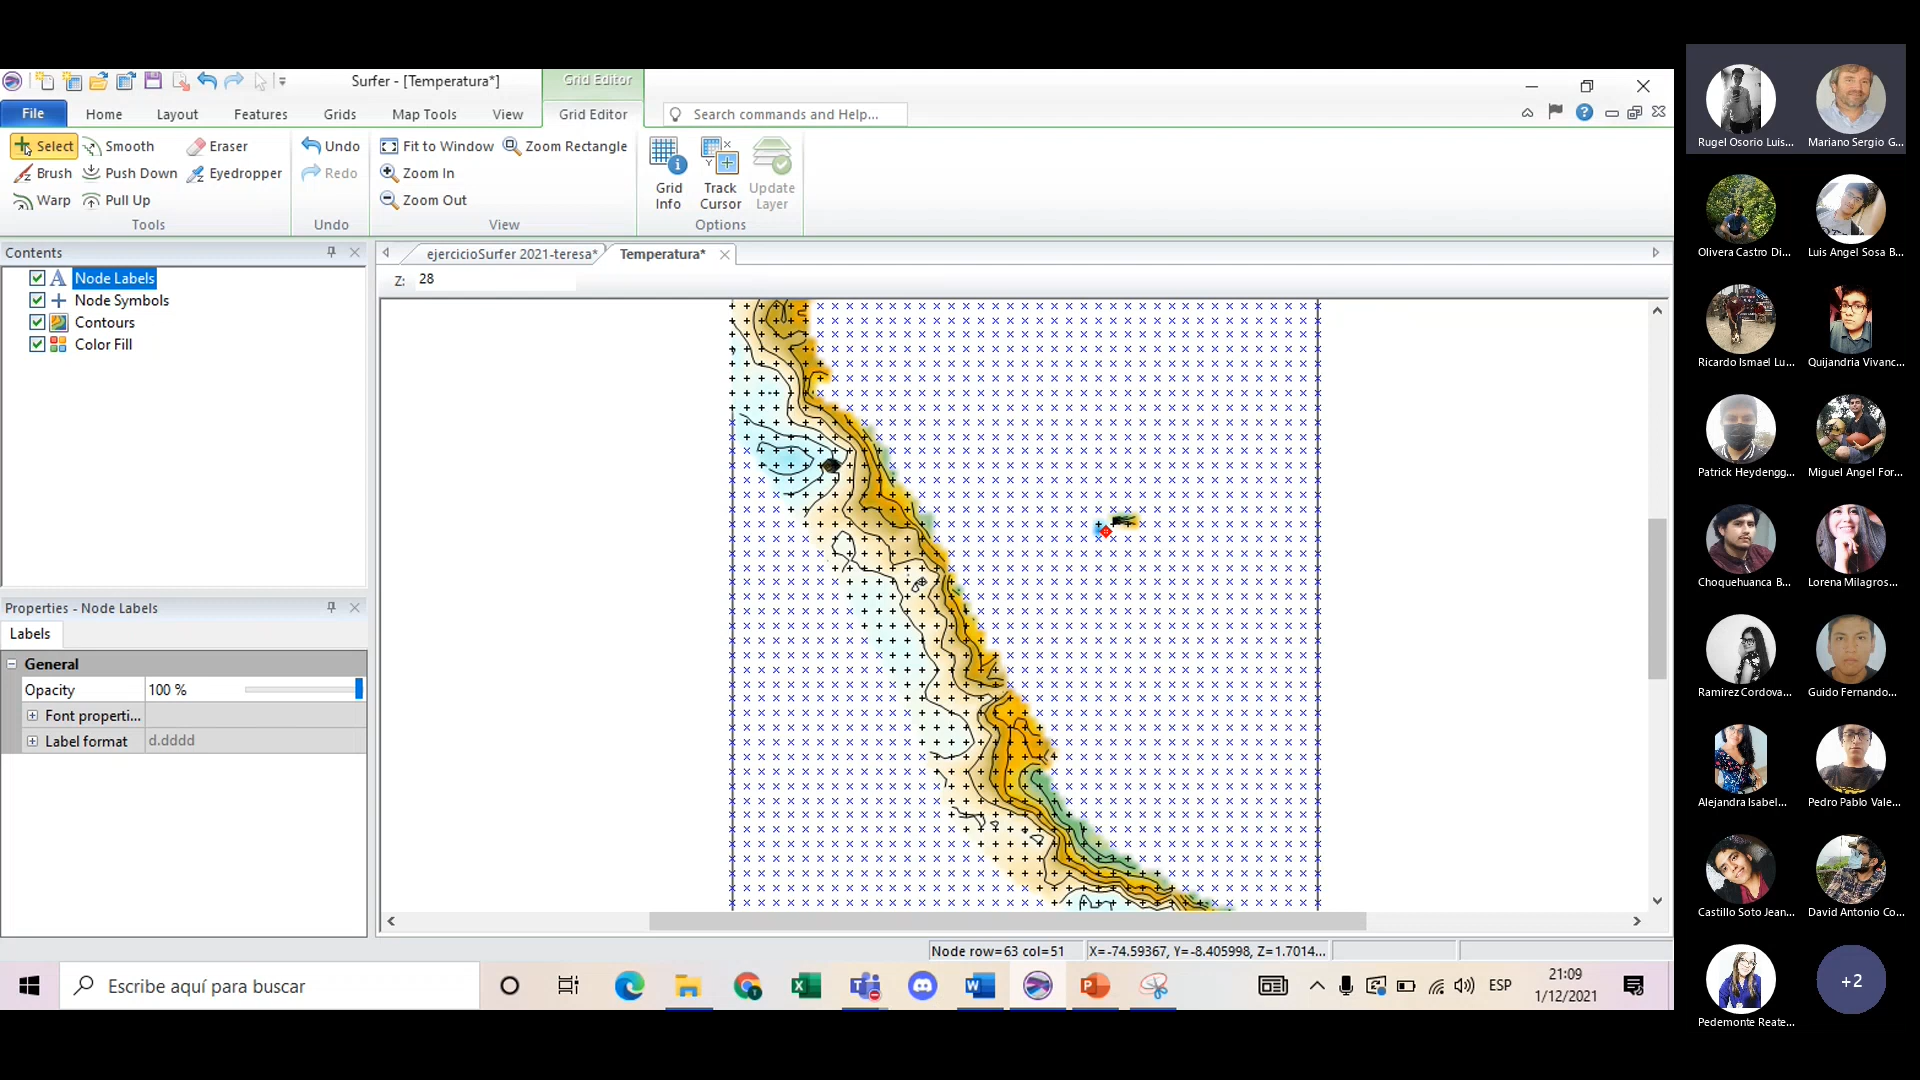 Surfer - [Temperatura*]
Grid Editor
File
Home
Layout
Features
Grids
Map Tools
View
Grid Editor
Search commands and Help...
Select
Smooth
Eraser
Brush
Push Down
Eyedropper
Warp
Pull Up
Tools
Undo
Redo
Undo
Fit to Window
Zoom Rectangle
Zoom In
Zoom Out
View
Grid Info
Track Cursor
Update Layer
Options
Contents
Node Labels
Node Symbols
Contours
Color Fill
ejercicioSurfer 2021-teresa*
Temperatura*
Z: 28
Properties - Node Labels
Labels
General
Opacity 100 %
Font properti...
Label format d.dddd
Node row=63 col=51
X=-74.59367, Y=-8.405998, Z=1.7014...
Escribe aquí para buscar
ESP
21:09
1/12/2021
Rugel Osorio Luis...
Mariano Sergio G...
Olivera Castro Di...
Luis Angel Sosa B...
Ricardo Ismael Lu...
Quijandria Vivanc...
Patrick Heydengg...
Miguel Angel For...
Choquehuanca B...
Lorena Milagros...
Ramirez Cordova...
Guido Fernando...
Alejandra Isabel...
Pedro Pablo Vale...
Castillo Soto Jean...
David Antonio Co...
Pedemonte Reate...
+2